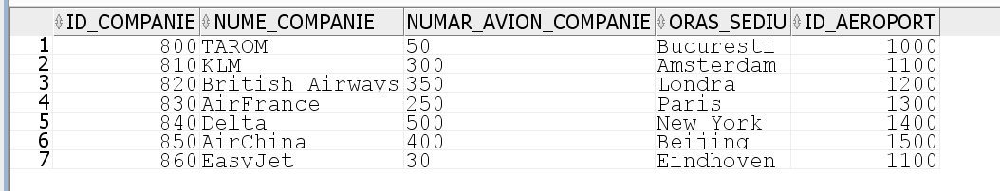 ID_COMPANIE NUME_COMPANIE NUMAR_AVION_COMPANIE ORAS_SEDIU ID_AEROPORT
1 800 TAROM 50 Bucuresti 1000
2 810 KLM 300 Amsterdam 1100
3 820 British Airways 350 Londra 1200
4 830 AirFrance 250 Paris 1300
5 840 Delta 500 New York 1400
6 850 AirChina 400 Beijing 1500
7 860 EasyJet 30 Eindhoven 1100